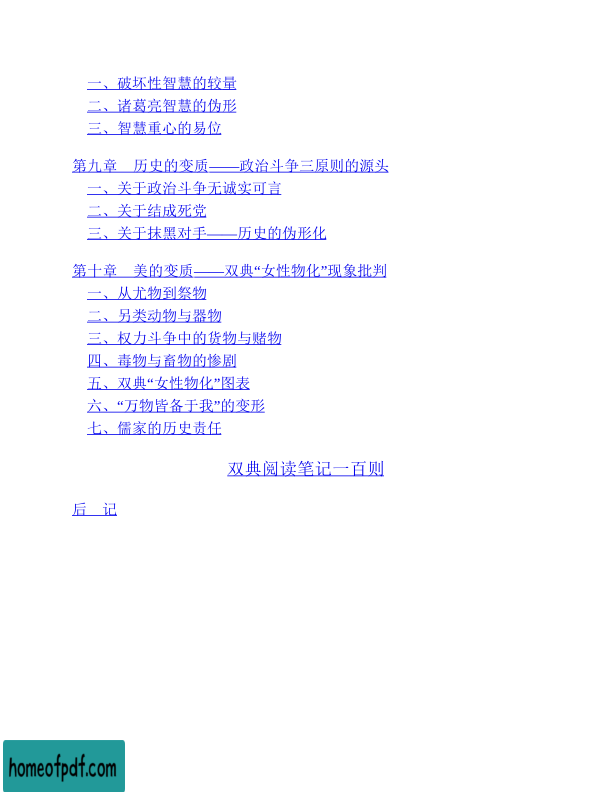 一、破坏性智慧的较量
二、诸葛亮智慧的伪形
三、智慧重心的易位
第九章　历史的变质——政治斗争三原则的源头
一、关于政治斗争无诚实可言
二、关于结成死党
三、关于抹黑对手——历史的伪形化
第十章　美的变质——双典“女性物化”现象批判
一、从尤物到祭物
二、另类动物与器物
三、权力斗争中的货物与赌物
四、毒物与畜物的惨剧
五、双典“女性物化”图表
六、“万物皆备于我”的变形
七、儒家的历史责任
双典阅读笔记一百则
后　记
homeofpdf.com